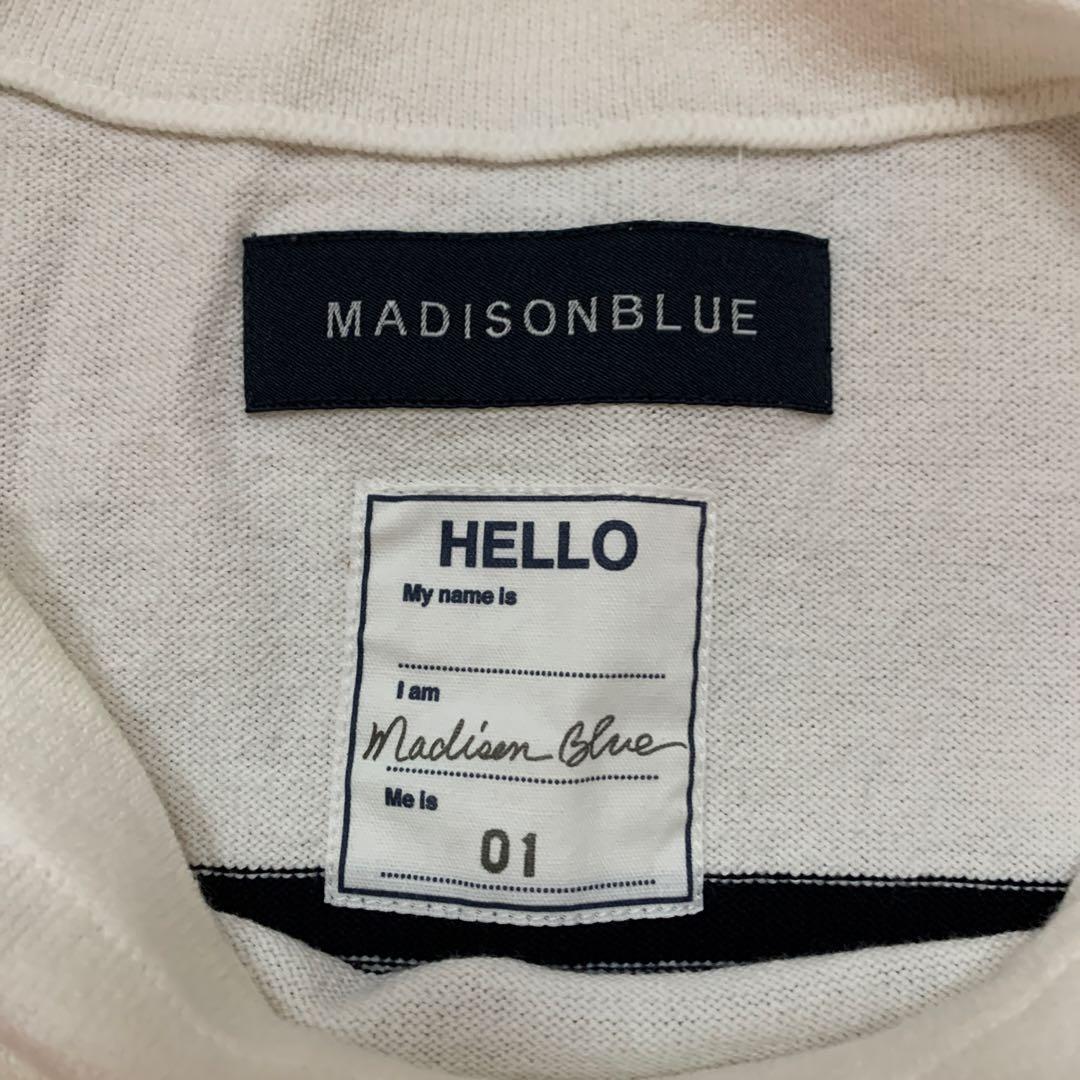 MADISONBLUE
HELLO
My name is
I am
Madison Blue
Me is
01